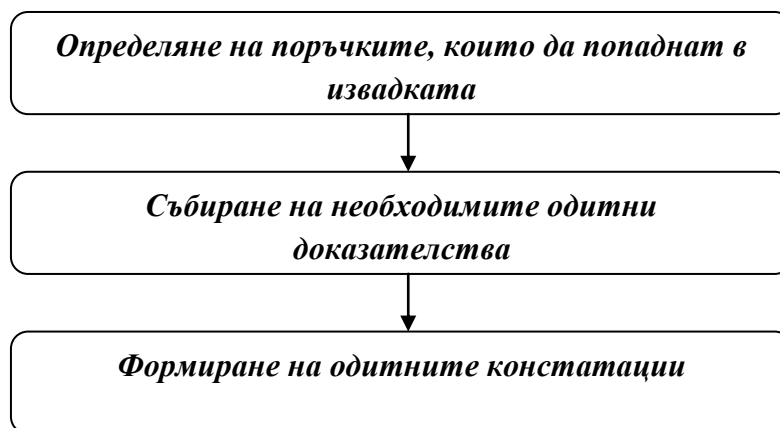 Определяне на поръчките, които да попаднат в
извадката
Събиране на необходимите одитни
доказателства
Формиране на одитните констатации